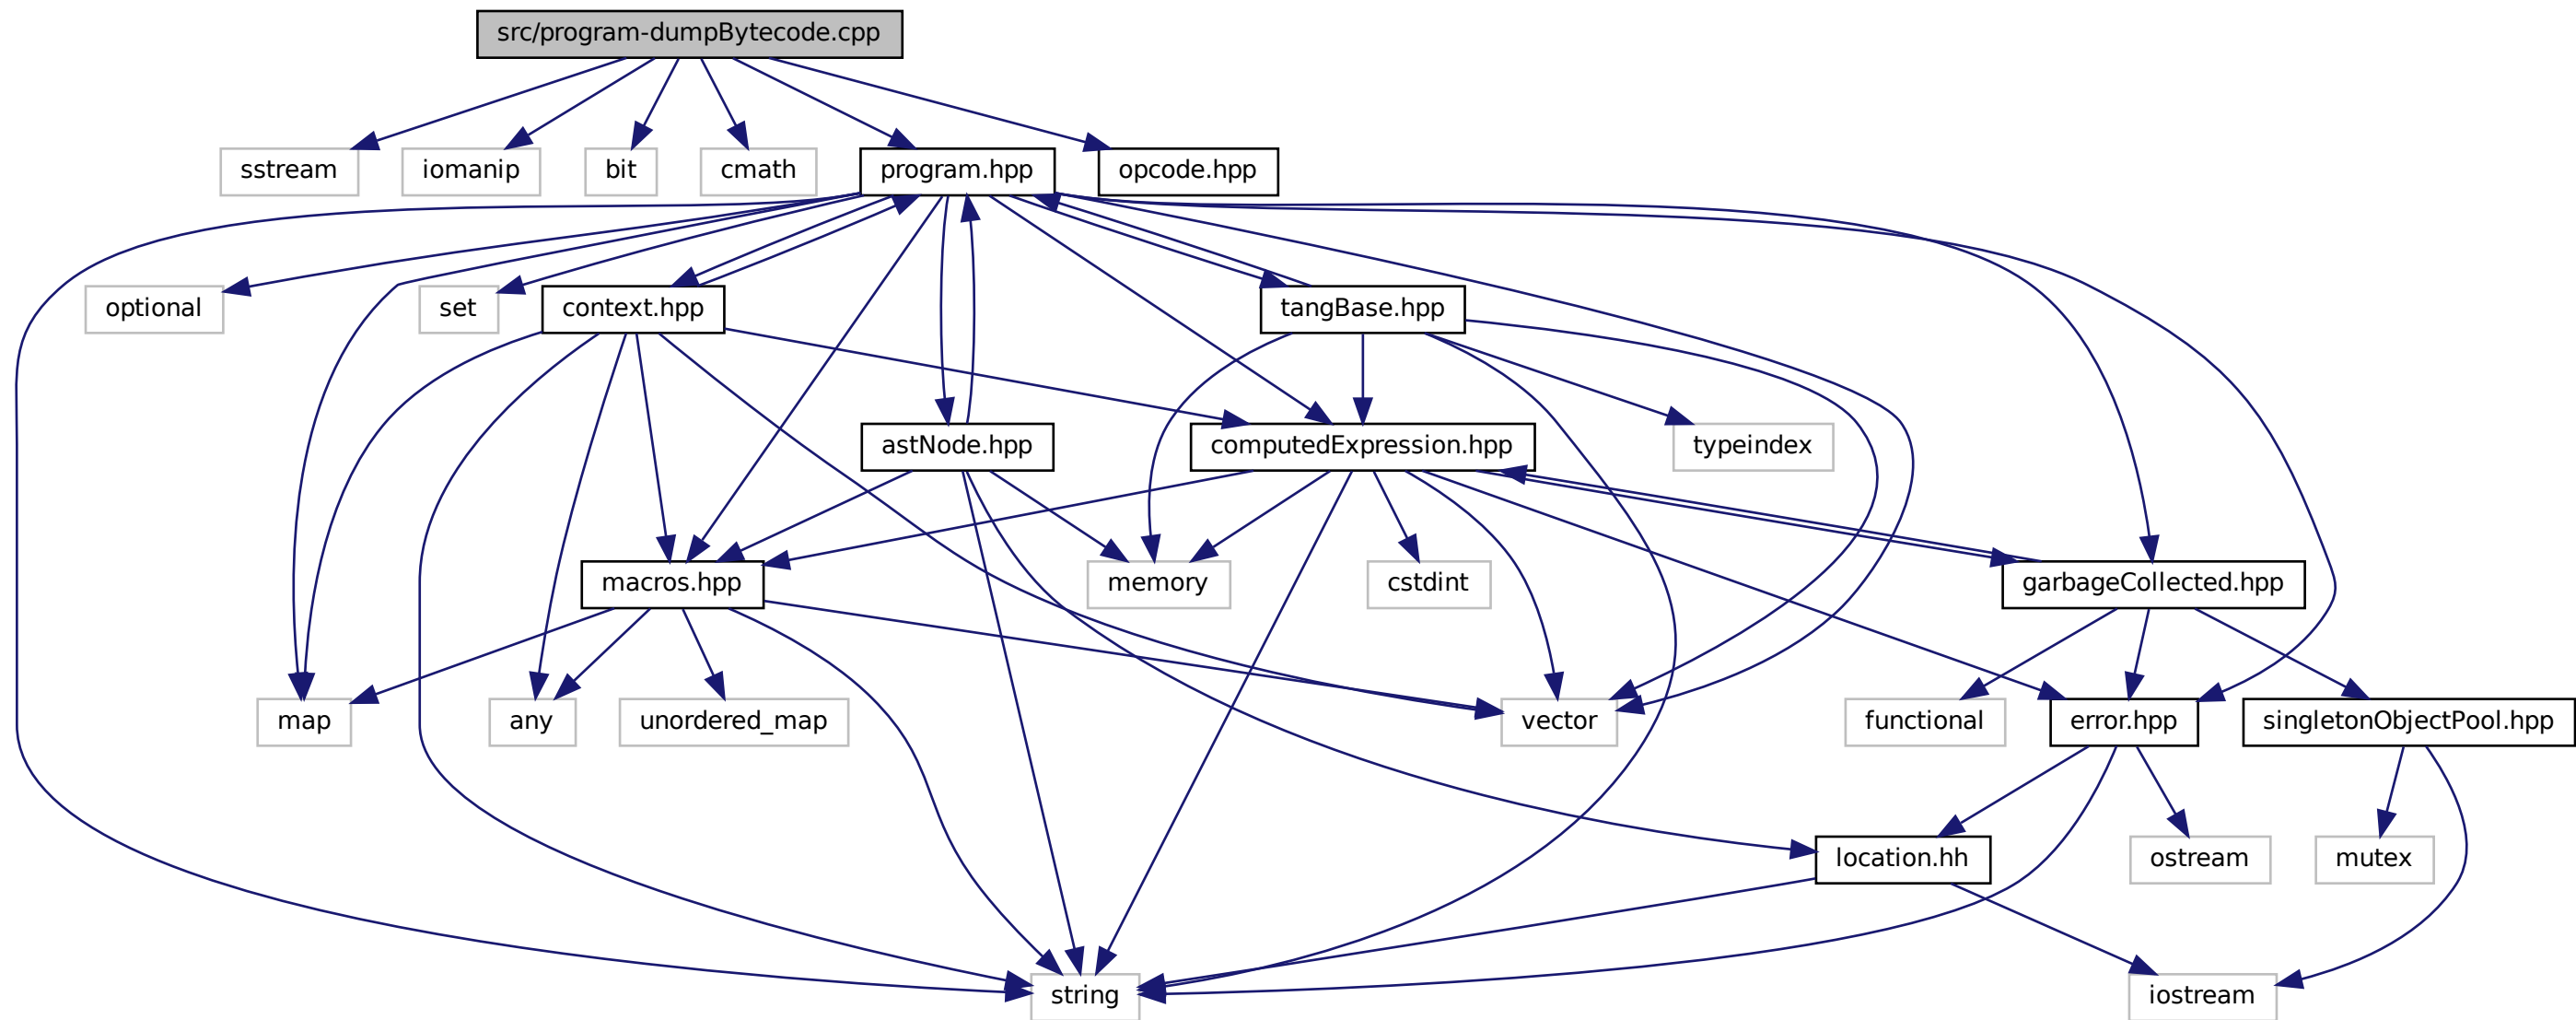 src/program-dumpBytecode.cpp
sstream
iomanip
bit
cmath
program.hpp
opcode.hpp
optional
set
context.hpp
tangBase.hpp
astNode.hpp
computedExpression.hpp
typeindex
macros.hpp
memory
cstdint
garbageCollected.hpp
map
any
unordered_map
vector
functional
error.hpp
singletonObjectPool.hpp
location.hh
ostream
mutex
string
iostream